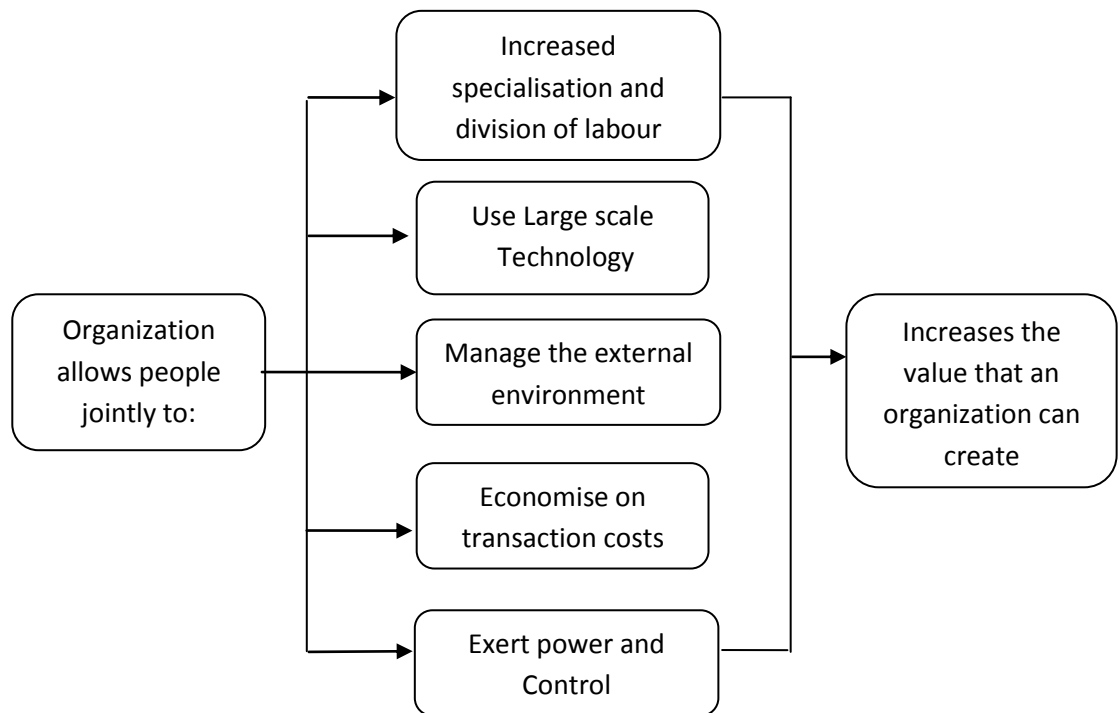 Organization
allows people
jointly to:
Increased
specialisation and
division of labour
Use Large scale
Technology
Manage the external
environment
Economise on
transaction costs
Exert power and
Control
Increases the
value that an
organization can
create